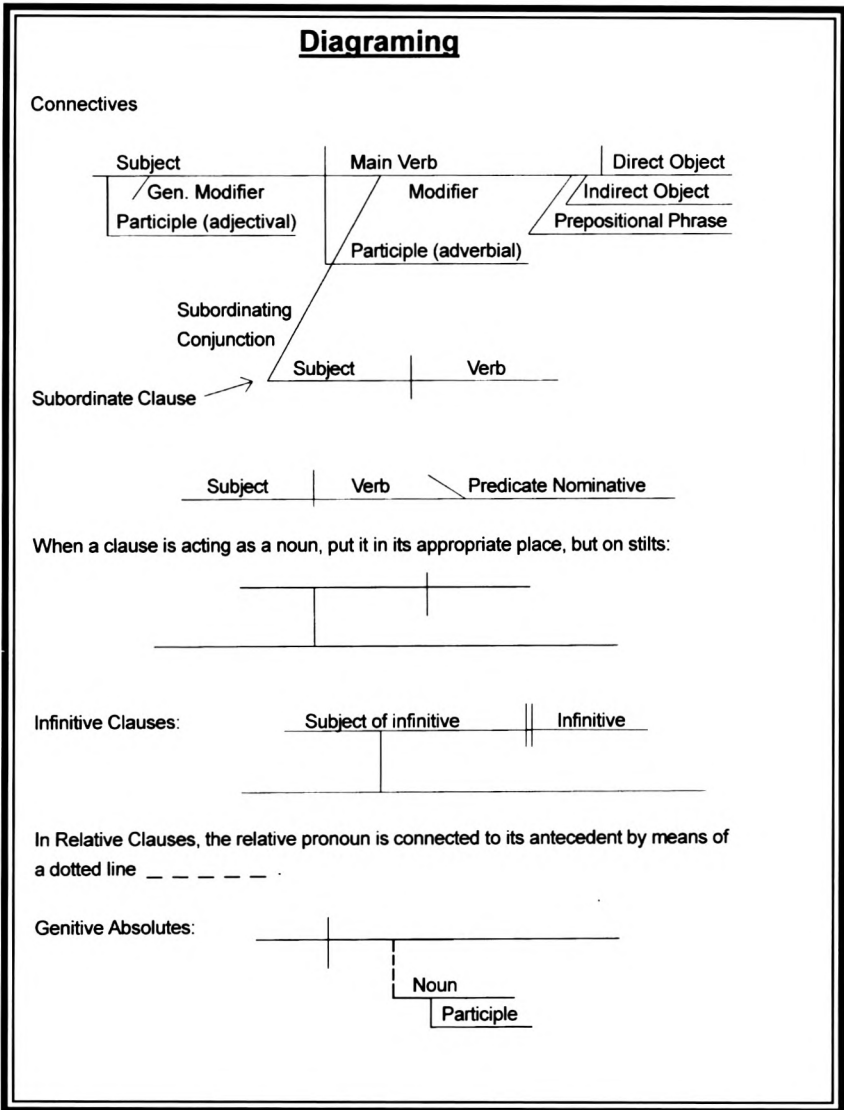 Diagraming
Connectives
Subject Main Verb Direct Object
Gen. Modifier Modifier Indirect Object
Participle (adjectival) Prepositional Phrase
Participle (adverbial)
Subordinating
Conjunction
Subject Verb
Subordinate Clause
Subject Verb Predicate Nominative
When a clause is acting as a noun, put it in its appropriate place, but on stilts:
Infinitive Clauses: Subject of infinitive Infinitive
In Relative Clauses, the relative pronoun is connected to its antecedent by means of
a dotted line _ _ _ _ _ .
Genitive Absolutes:
Noun
Participle